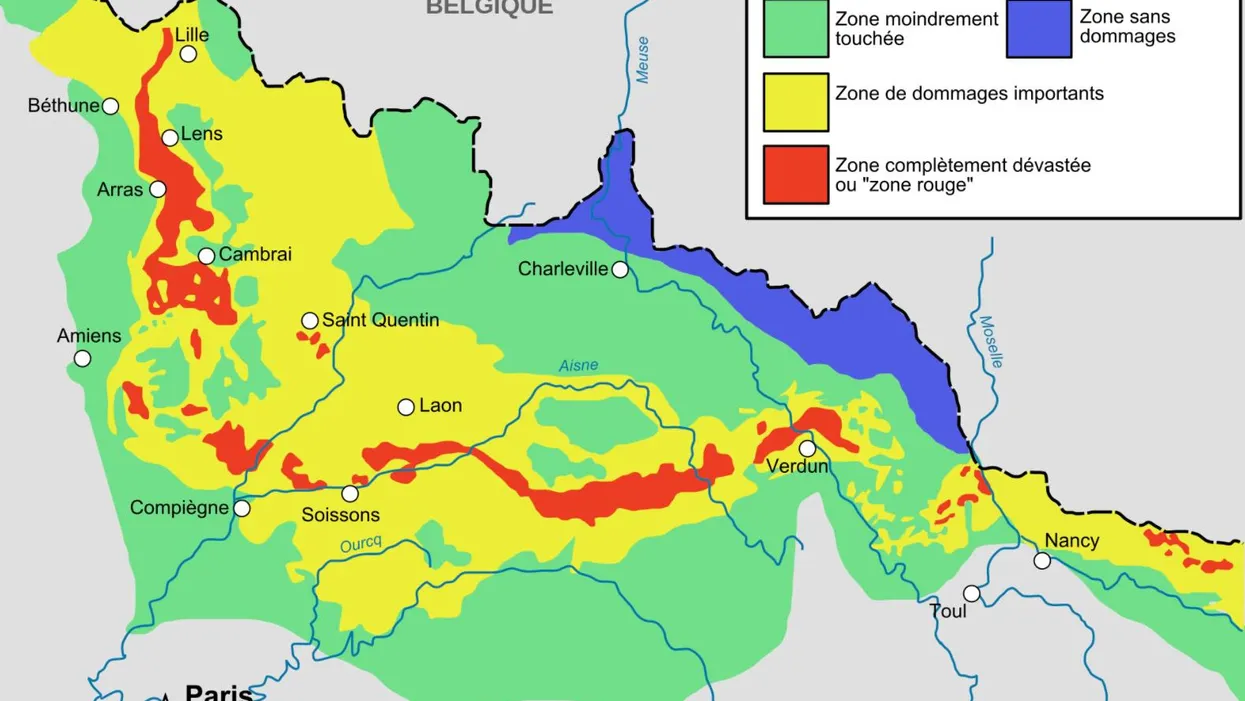 BELGIQUE
Zone moindrement
touchée
Zone sans
dommages
Zone de dommages importants
Zone complètement dévastée
ou "zone rouge"
Lille
Meuse
Béthune
Lens
Arras
Cambrai
Charleville
Saint Quentin
Amiens
Moselle
Aisne
Laon
Verdun
Compiègne
Soissons
Ourcq
Nancy
Toul
Paris